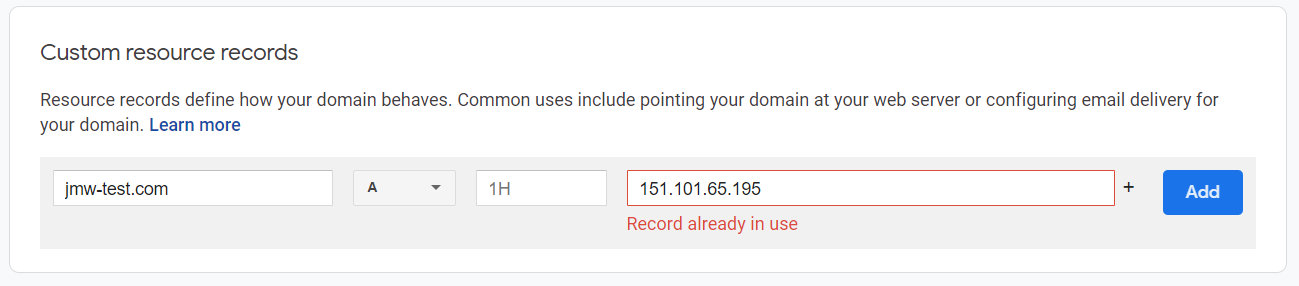 Custom resource records
Resource records define how your domain behaves. Common uses include pointing your domain at your web server or configuring email delivery for
your domain. Learn more
jmw-test.com A 1H 151.101.65.195 + Add
Record already in use